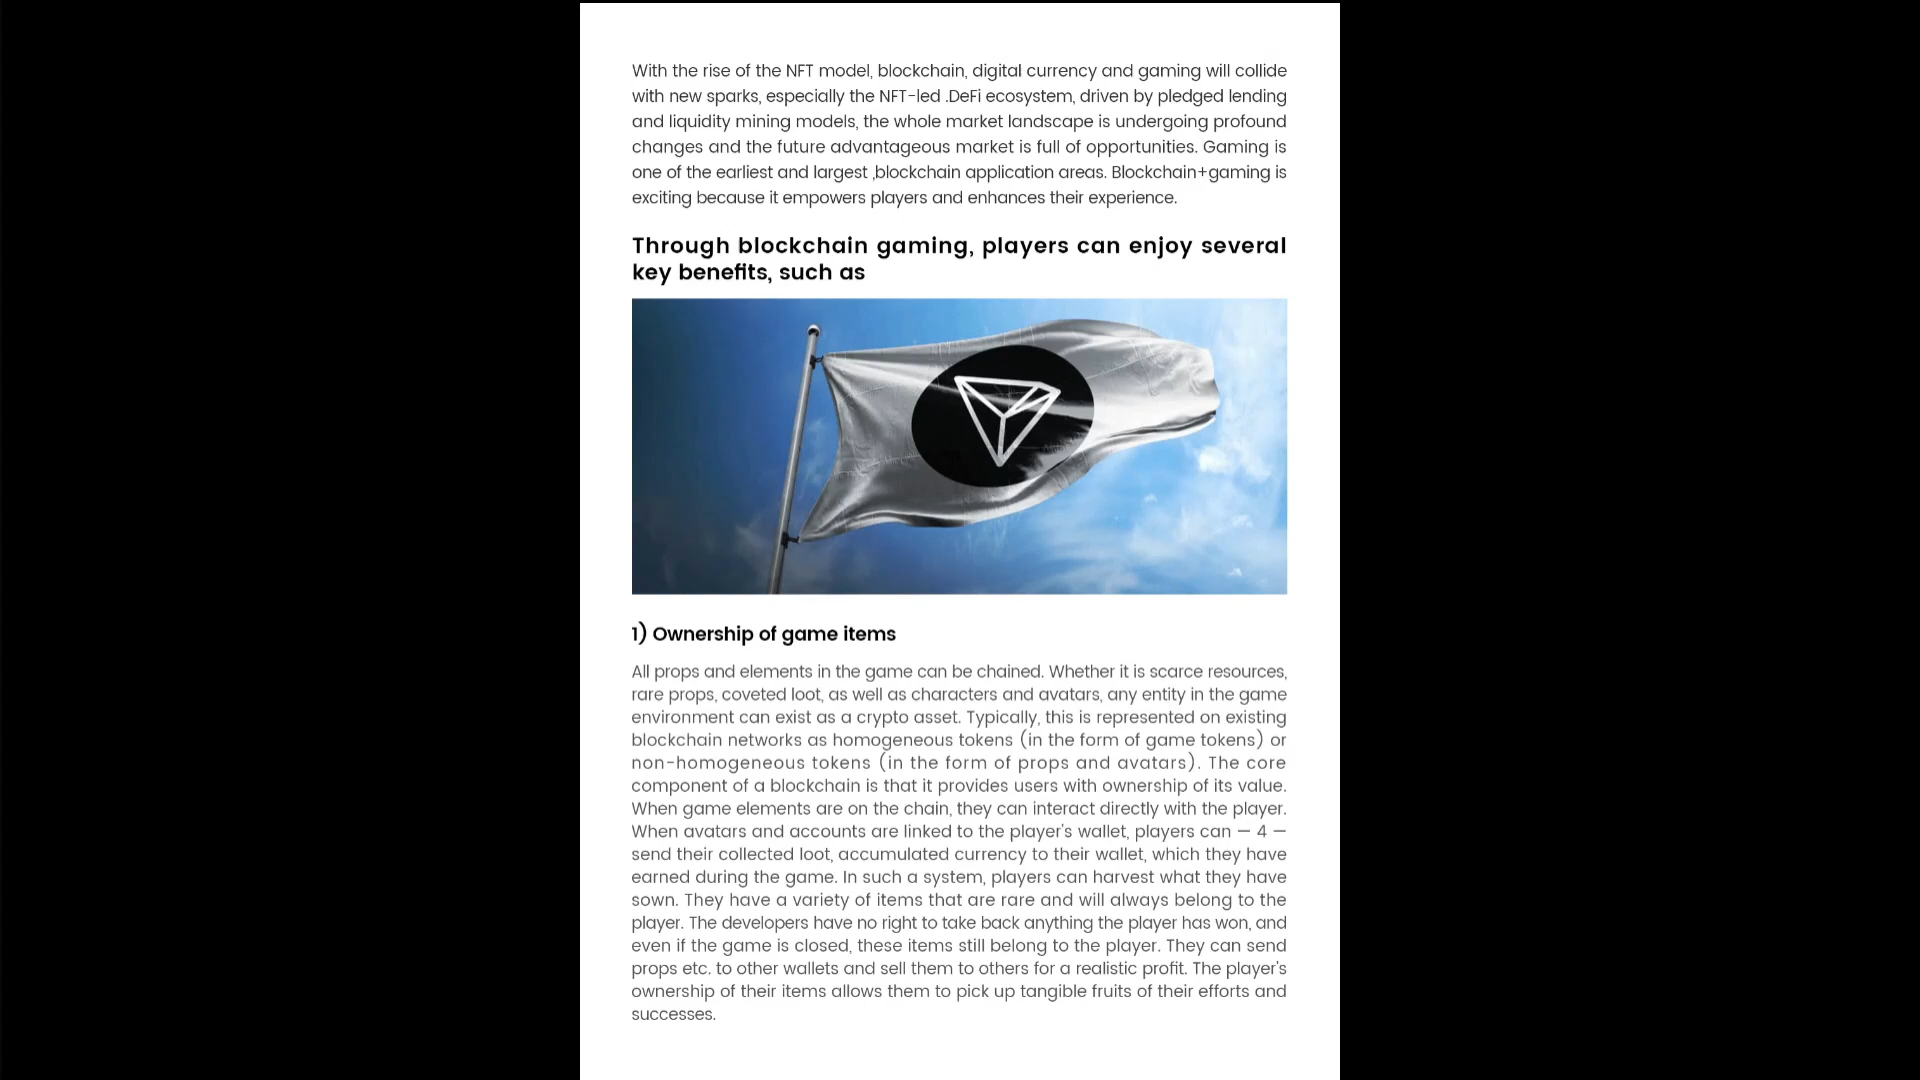 With the rise of the NFT model, blockchain, digital currency and gaming will collide
with new sparks, especially the NFT-led .DeFi ecosystem, driven by pledged lending
and liquidity mining models, the whole market landscape is undergoing profound
changes and the future advantageous market is full of opportunities. Gaming is
one of the earliest and largest ,blockchain application areas. Blockchain+gaming is
exciting because it empowers players and enhances their experience.
Through blockchain gaming, players can enjoy several
key benefits, such as
1) Ownership of game items
All props and elements in the game can be chained. Whether it is scarce resources,
rare props, coveted loot, as well as characters and avatars, any entity in the game
environment can exist as a crypto asset. Typically, this is represented on existing
blockchain networks as homogeneous tokens (in the form of game tokens) or
non-homogeneous tokens (in the form of props and avatars). The core
component of a blockchain is that it provides users with ownership of its value.
When game elements are on the chain, they can interact directly with the player.
When avatars and accounts are linked to the player's wallet, players can — 4 —
send their collected loot, accumulated currency to their wallet, which they have
earned during the game. In such a system, players can harvest what they have
sown. They have a variety of items that are rare and will always belong to the
player. The developers have no right to take back anything the player has won, and
even if the game is closed, these items still belong to the player. They can send
props etc. to other wallets and sell them to others for a realistic profit. The player's
ownership of their items allows them to pick up tangible fruits of their efforts and
successes.